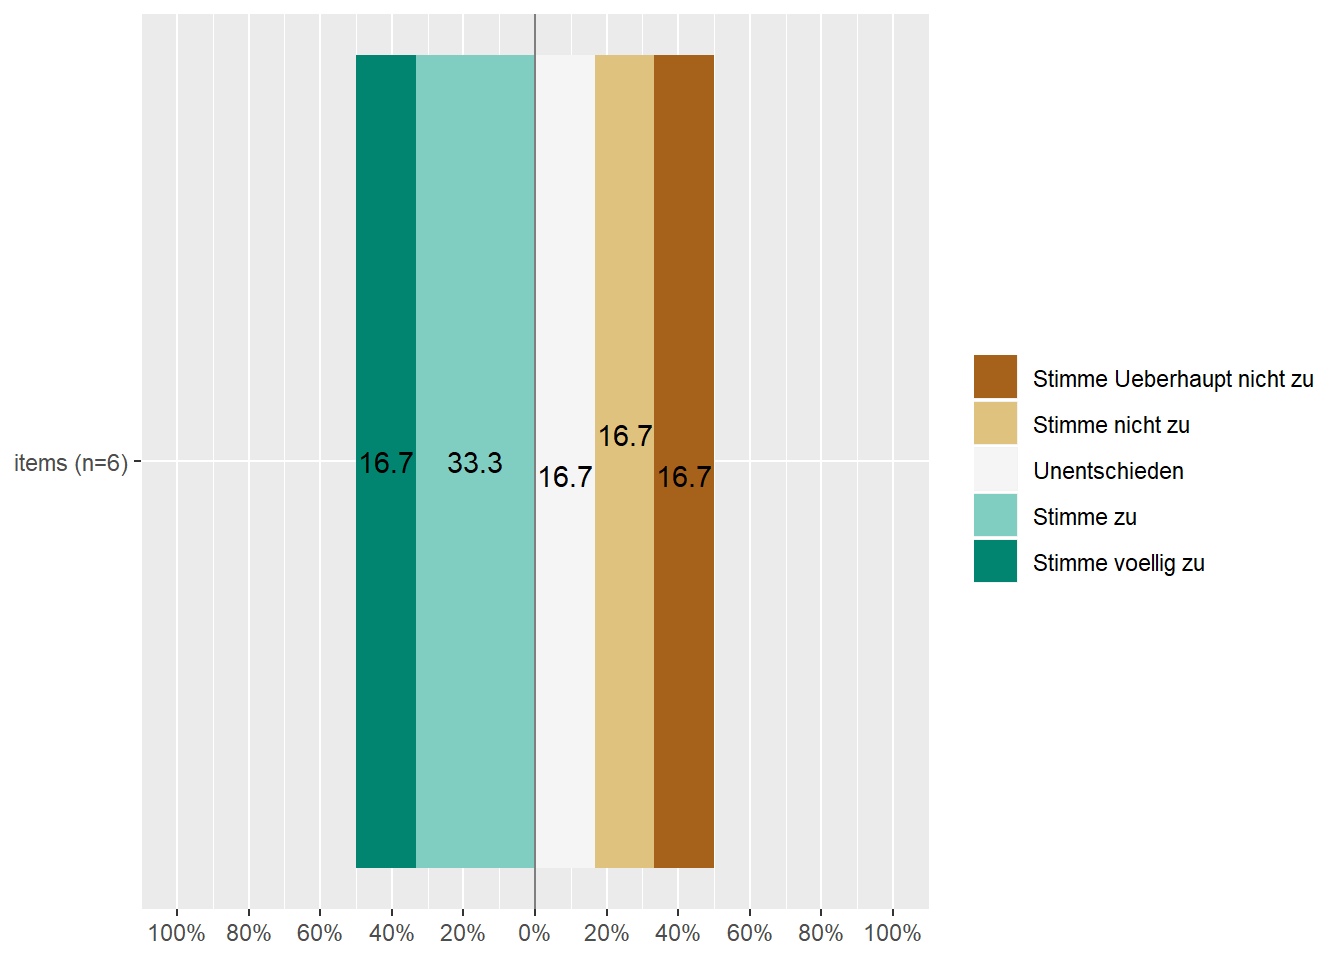 items (n=6)
16.7
33.3
16.7
16.7
16.7
100% 80% 60% 40% 20% 0% 20% 40% 60% 80% 100%
Stimme Ueberhaupt nicht zu
Stimme nicht zu
Unentschieden
Stimme zu
Stimme voellig zu